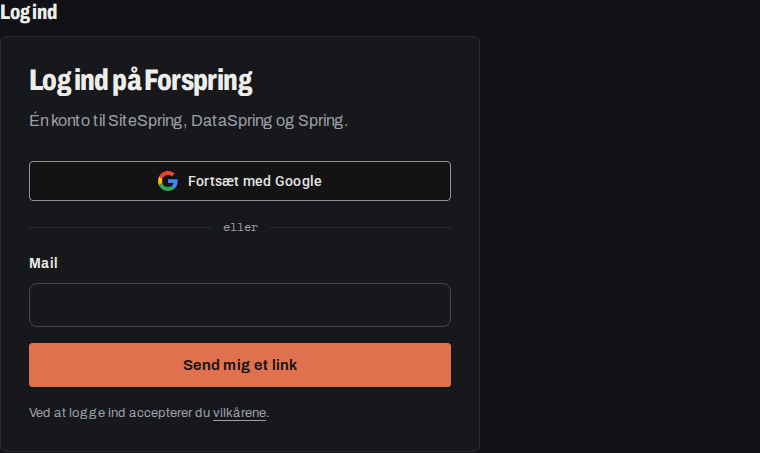 Log ind
Log ind på Forspring
Én konto til SiteSpring, DataSpring og Spring.
Fortsæt med Google
eller
Mail
Send mig et link
Ved at logge ind accepterer du vilkårene.